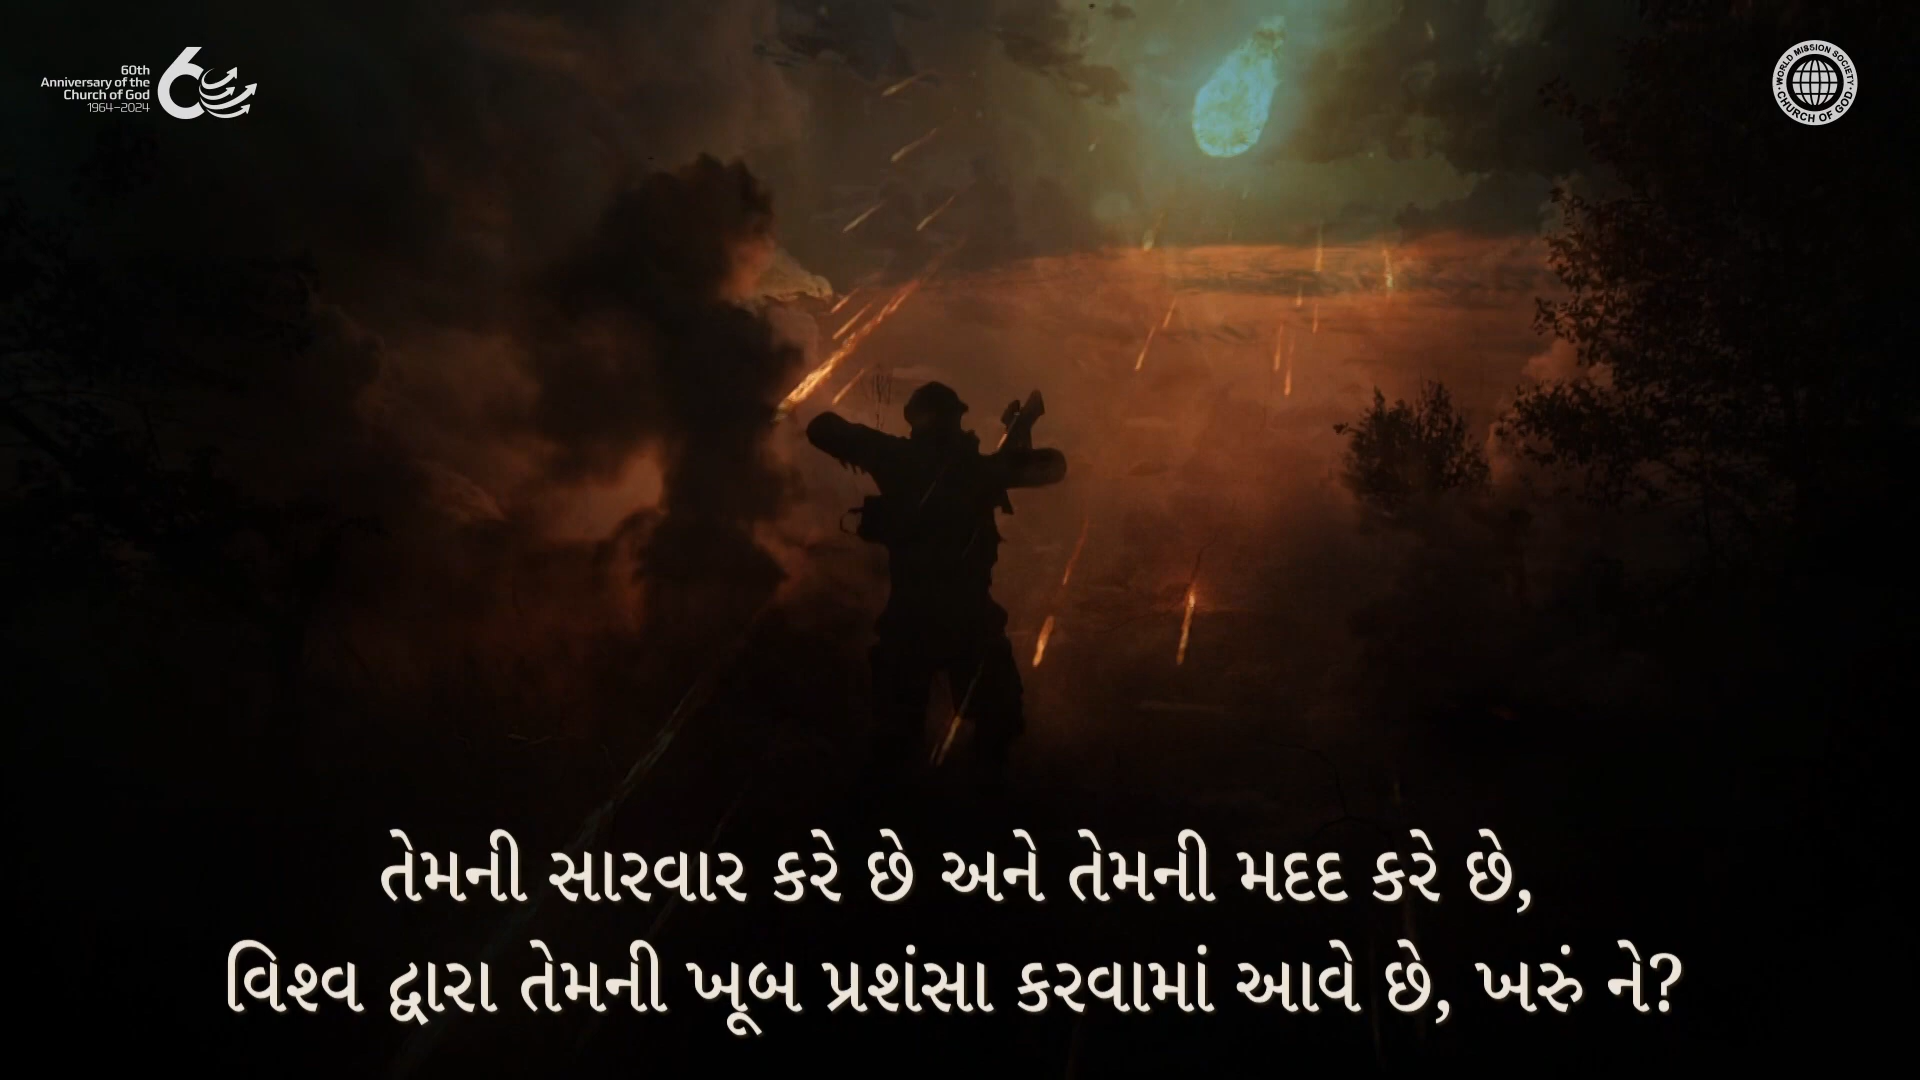 60th
Anniversary of the
Church of God
1964–2024
60
WORLD MISSION SOCIETY
CHURCH OF GOD
તેમની સારવાર કરે છે અને તેમની મદદ કરે છે,
વિશ્વ દ્વારા તેમની ખૂબ પ્રશંસા કરવામાં આવે છે, ખરું ને?